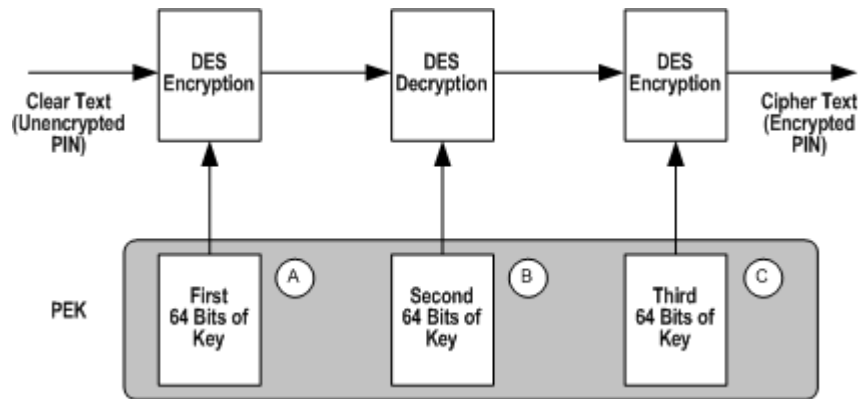 DES
Encryption
DES
Decryption
DES
Encryption
Clear Text
(Unencrypted
PIN)
Cipher Text
(Encrypted
PIN)
PEK
First
64 Bits of
Key
A
Second
64 Bits of
Key
B
Third
64 Bits of
Key
C